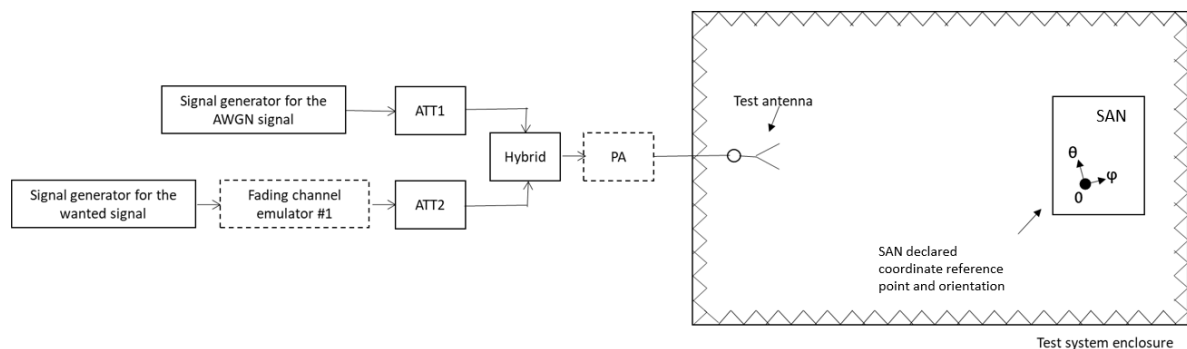 Signal generator for the
AWGN signal
ATT1
Hybrid
PA
Signal generator for the
wanted signal
Fading channel
emulator #1
ATT2
Test antenna
SAN
θ
φ
0
SAN declared
coordinate reference
point and orientation
Test system enclosure